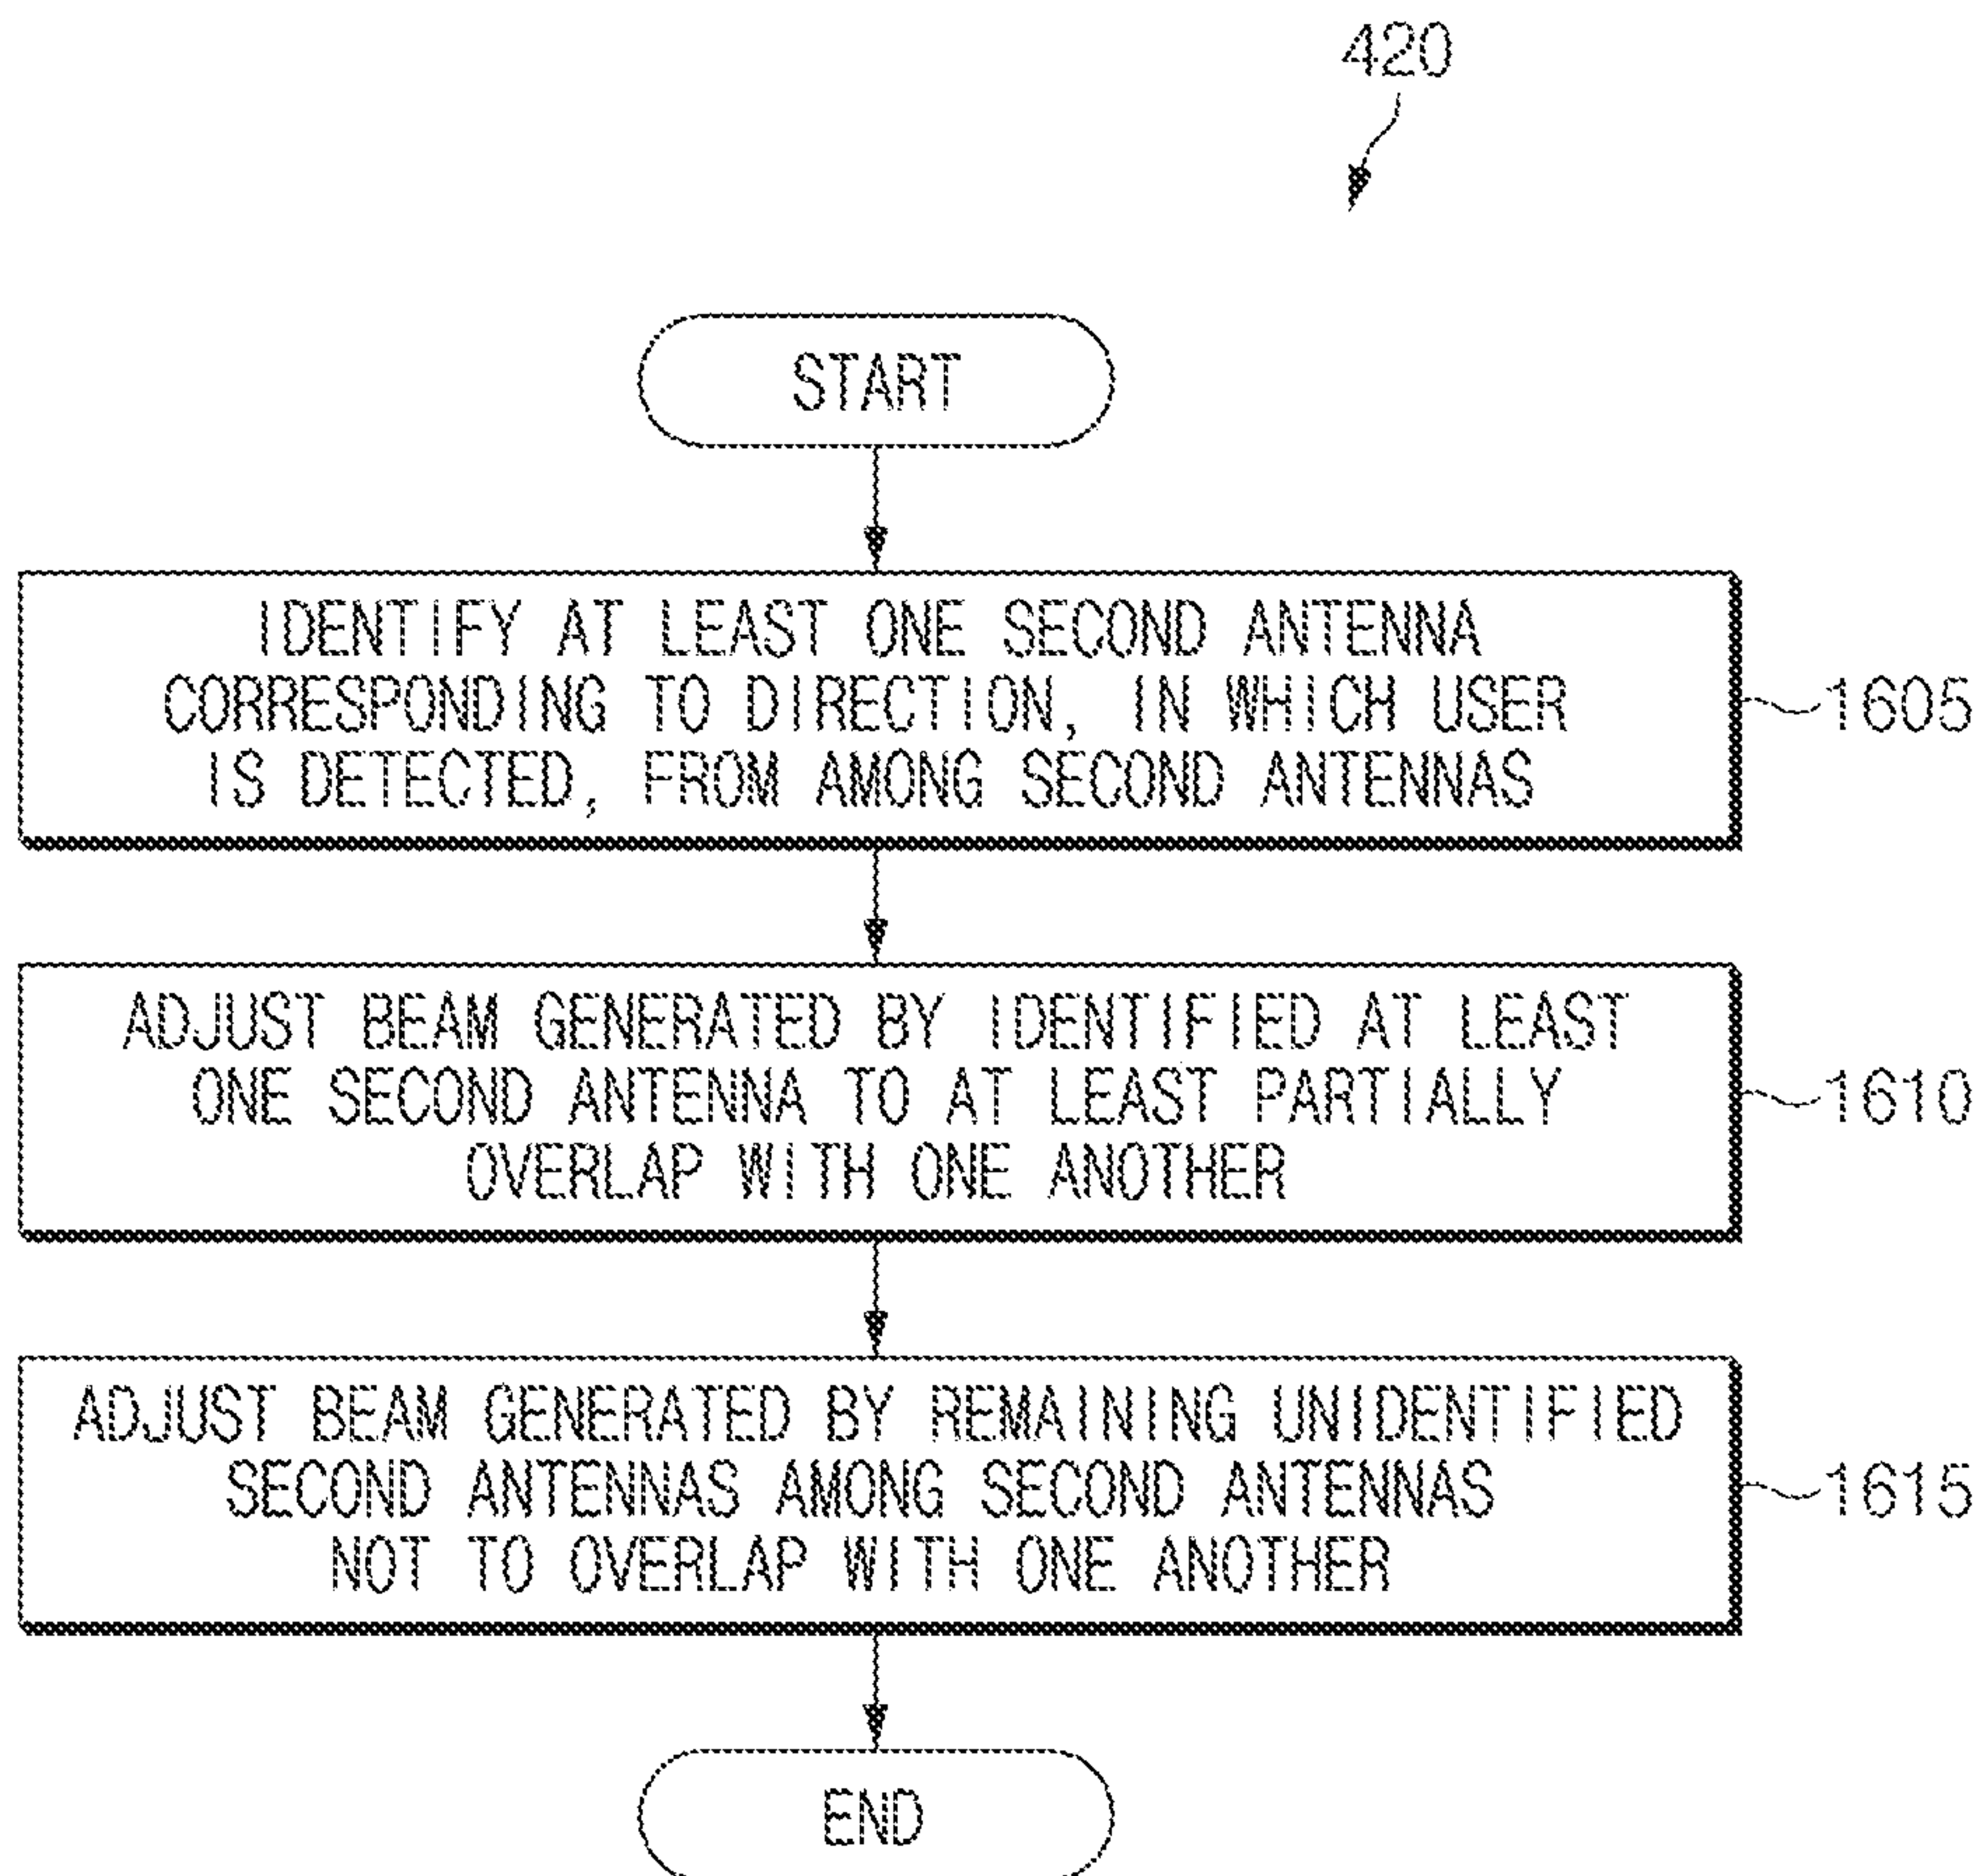 420
START
IDENTIFY AT LEAST ONE SECOND ANTENNA
CORRESPONDING TO DIRECTION, IN WHICH USER
IS DETECTED, FROM AMONG SECOND ANTENNAS
1605
ADJUST BEAM GENERATED BY IDENTIFIED AT LEAST
ONE SECOND ANTENNA TO AT LEAST PARTIALLY
OVERLAP WITH ONE ANOTHER
1610
ADJUST BEAM GENERATED BY REMAINING UNIDENTIFIED
SECOND ANTENNAS AMONG SECOND ANTENNAS
NOT TO OVERLAP WITH ONE ANOTHER
1615
END